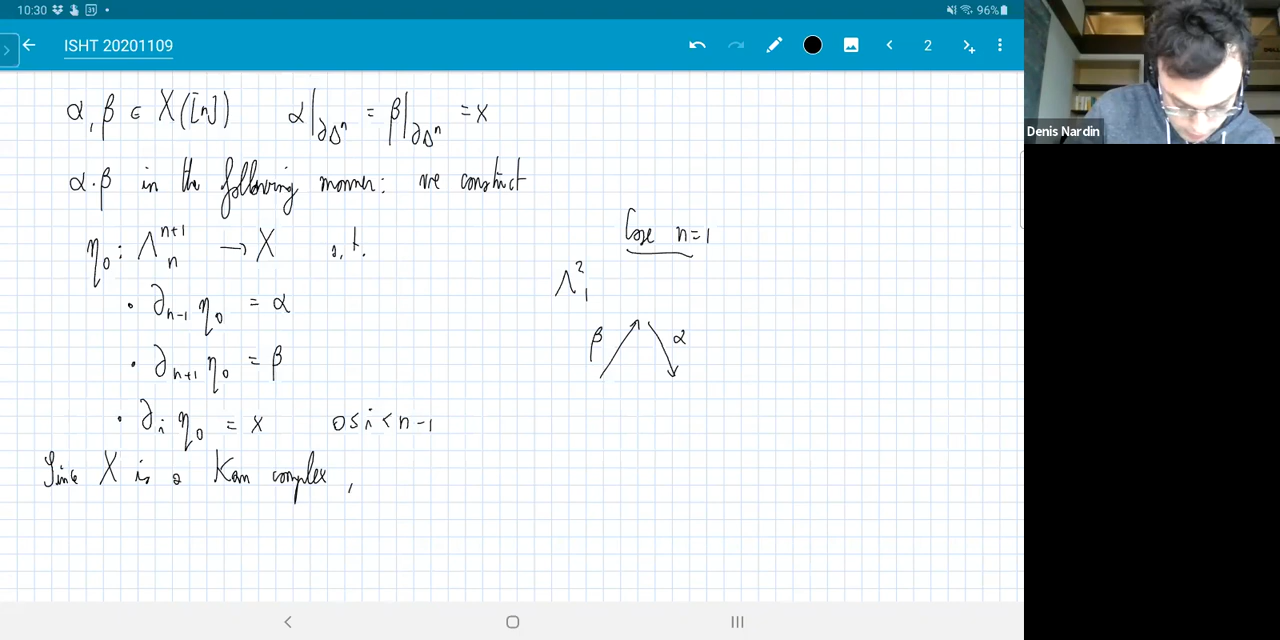 10:30 31 96%
ISHT 20201109
2
α, β ∈ X([n]) α|∂Δⁿ = β|∂Δⁿ = x
α·β in the following manner: we construct
η₀ : Λⁿ⁺¹ₙ → X s.t.
· ∂ₙ₋₁ η₀ = α
· ∂ₙ₊₁ η₀ = β
· ∂ᵢ η₀ = x 0≤i<n-1
Since X is a Kan complex,
Case n=1
Λ²₁
β α
Denis Nardin